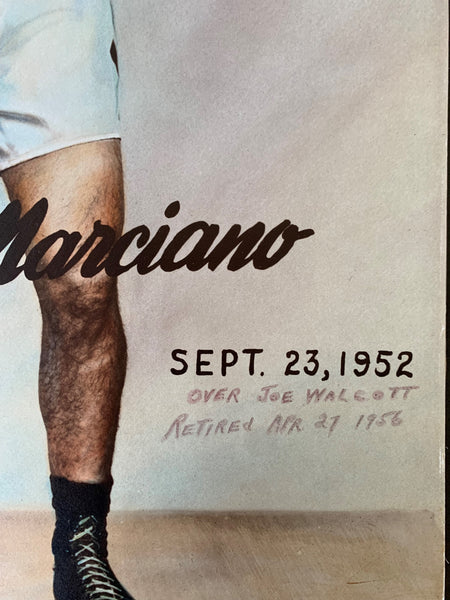 Marciano
SEPT. 23, 1952
OVER JOE WALCOTT
RETIRED APR 27 1956